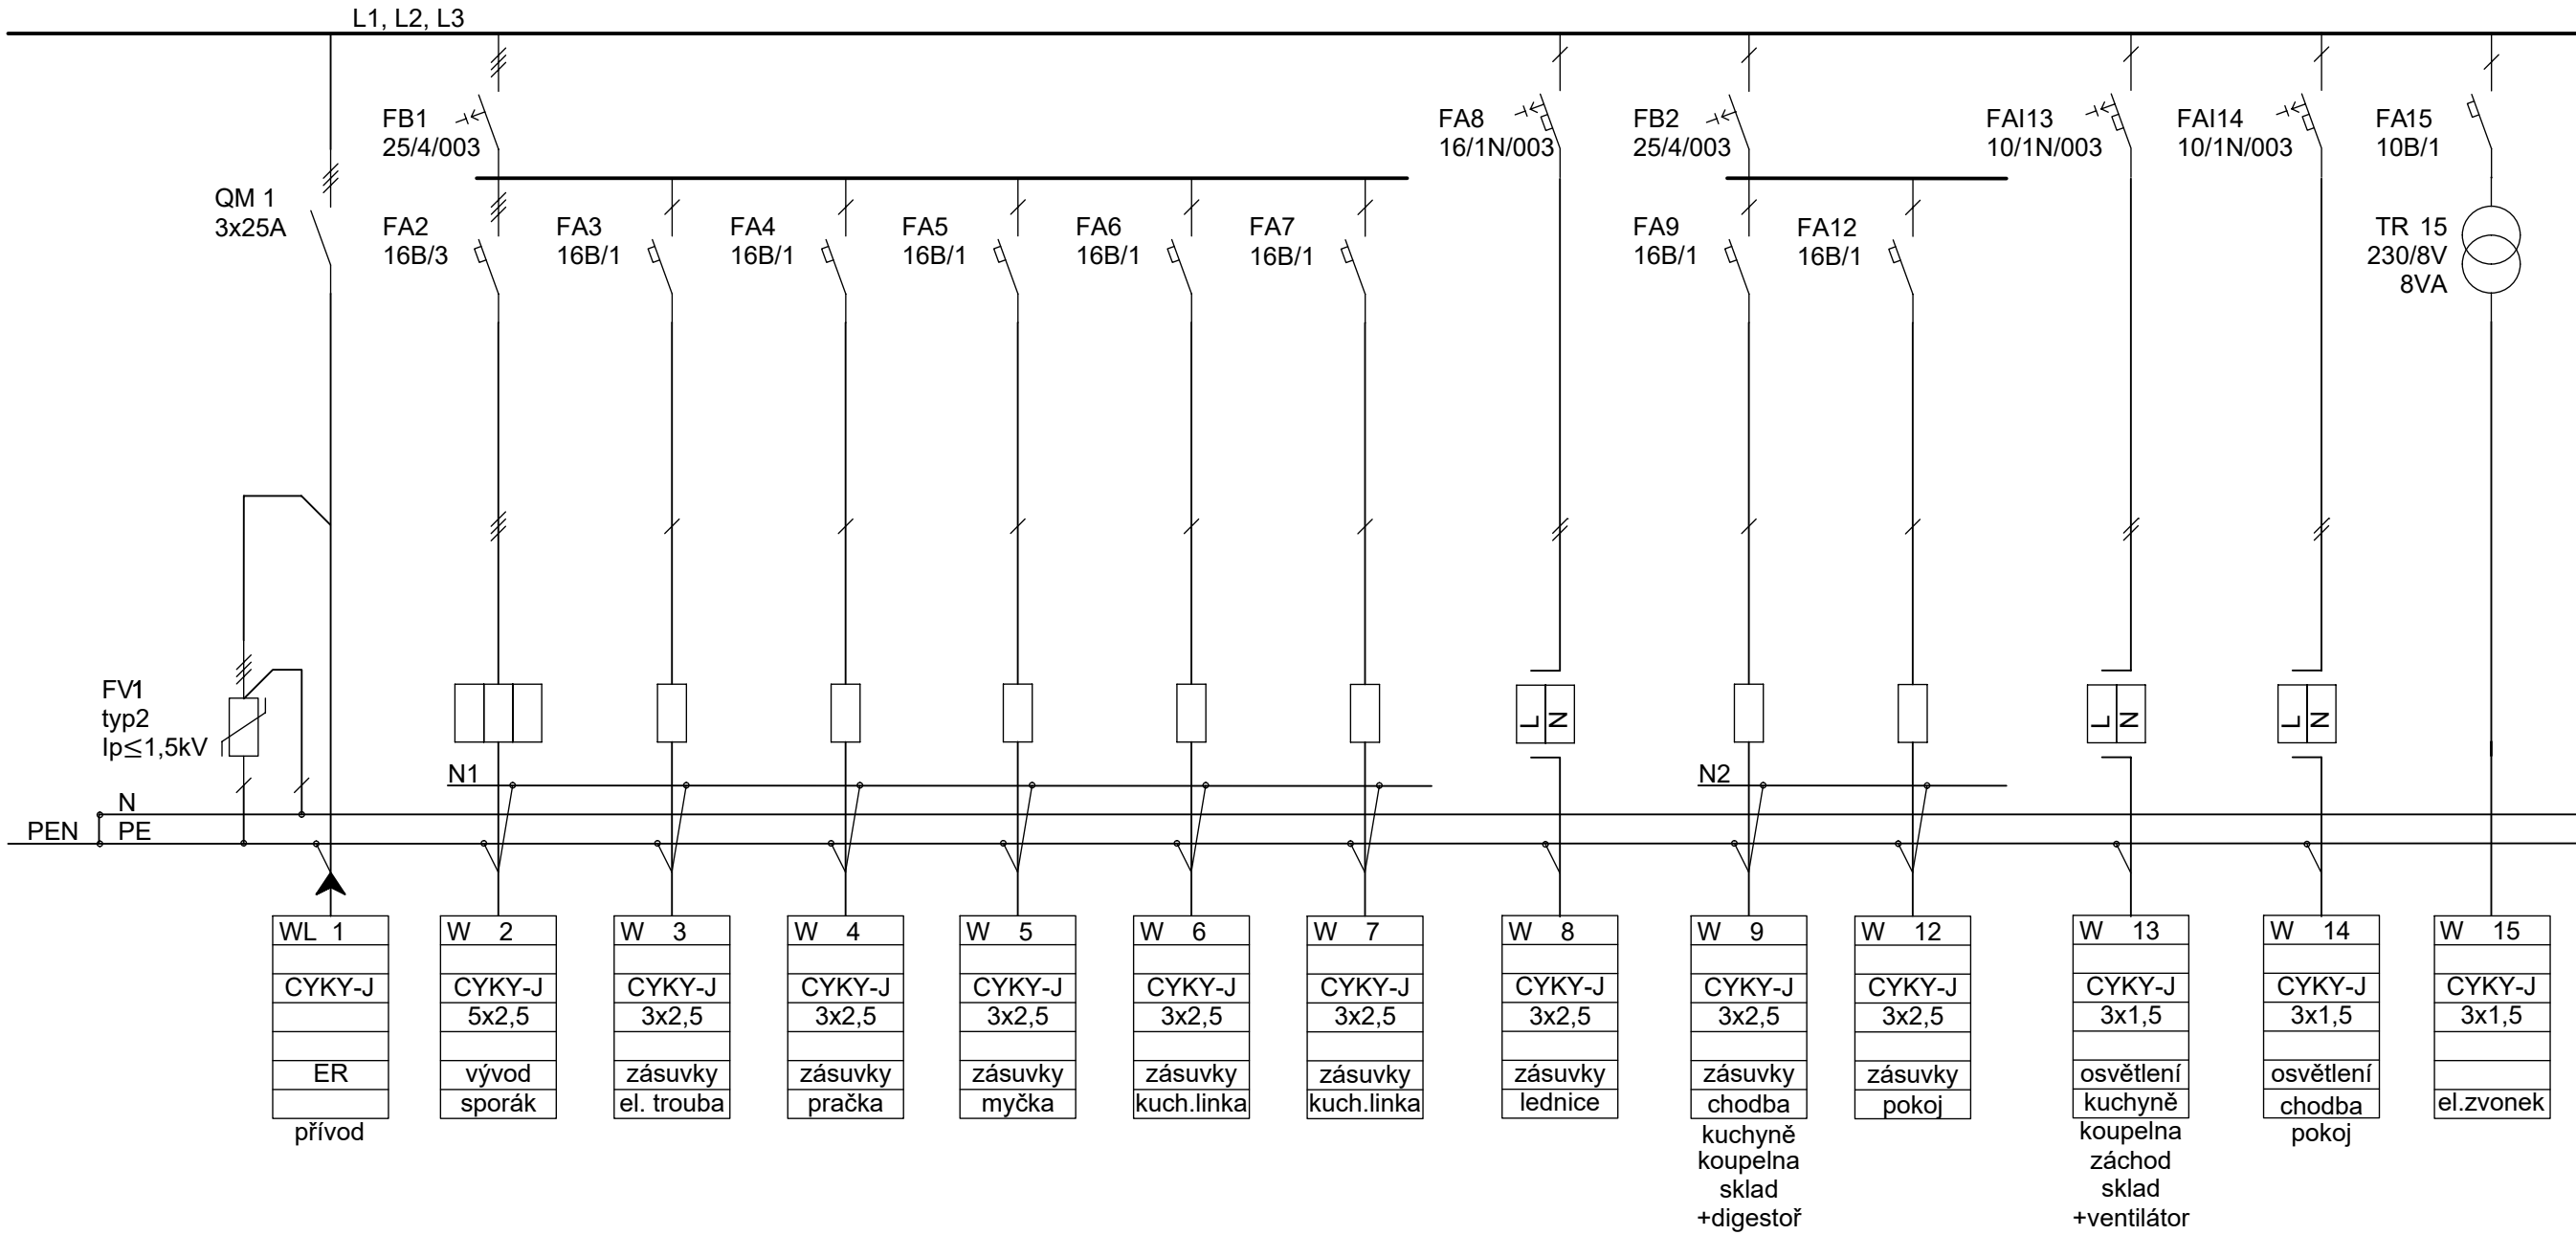 L1, L2, L3
QM 1
3x25A
FB1
25/4/003
FA2
16B/3
FA3
16B/1
FA4
16B/1
FA5
16B/1
FA6
16B/1
FA7
16B/1
FA8
16/1N/003
FB2
25/4/003
FA9
16B/1
FA12
16B/1
FAI13
10/1N/003
FAI14
10/1N/003
FA15
10B/1
TR 15
230/8V
8VA
FV1
typ2
Ip≤1,5kV
L N
L N
L N
N1
N2
N
PEN PE
WL 1
CYKY-J
ER
přívod
W 2
CYKY-J
5x2,5
vývod
sporák
W 3
CYKY-J
3x2,5
zásuvky
el. trouba
W 4
CYKY-J
3x2,5
zásuvky
pračka
W 5
CYKY-J
3x2,5
zásuvky
myčka
W 6
CYKY-J
3x2,5
zásuvky
kuch.linka
W 7
CYKY-J
3x2,5
zásuvky
kuch.linka
W 8
CYKY-J
3x2,5
zásuvky
lednice
W 9
CYKY-J
3x2,5
zásuvky
chodba
kuchyně
koupelna
sklad
+digestoř
W 12
CYKY-J
3x2,5
zásuvky
pokoj
W 13
CYKY-J
3x1,5
osvětlení
kuchyně
koupelna
záchod
sklad
+ventilátor
W 14
CYKY-J
3x1,5
osvětlení
chodba
pokoj
W 15
CYKY-J
3x1,5
el.zvonek